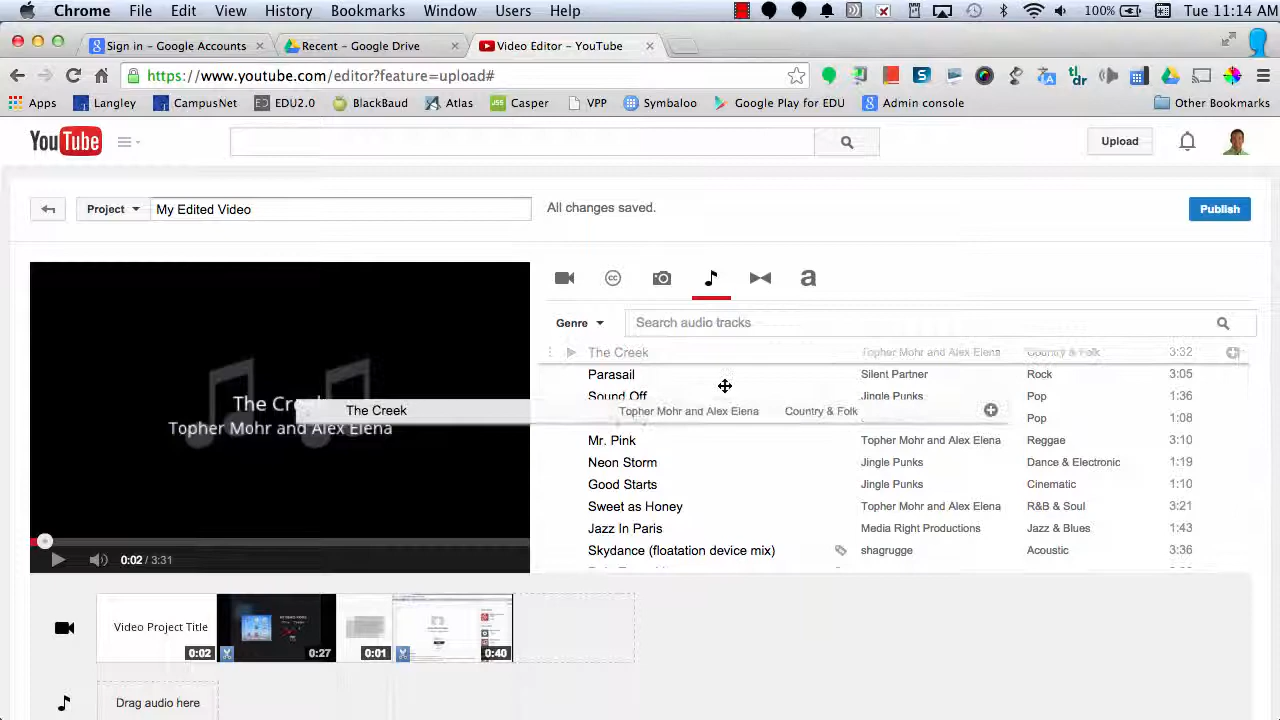 Chrome File Edit View History Bookmarks Window Users Help 100% Tue 11:14 AM
Sign in – Google Accounts Recent – Google Drive Video Editor – YouTube
https://www.youtube.com/editor?feature=upload#
Apps Langley CampusNet EDU2.0 BlackBaud Atlas Casper VPP Symbaloo Google Play for EDU Admin console Other Bookmarks
YouTube Upload
Project My Edited Video All changes saved. Publish
Genre Search audio tracks
The Creek Topher Mohr and Alex Elena Country & Folk 3:32
Parasail Silent Partner Rock 3:05
Sound Off Jingle Punks Pop 1:36
The Creek Topher Mohr and Alex Elena Country & Folk
Pop 1:08
Mr. Pink Topher Mohr and Alex Elena Reggae 3:10
Neon Storm Jingle Punks Dance & Electronic 1:19
Good Starts Jingle Punks Cinematic 1:10
Sweet as Honey Topher Mohr and Alex Elena R&B & Soul 3:21
Jazz In Paris Media Right Productions Jazz & Blues 1:43
Skydance (floatation device mix) shagrugge Acoustic 3:36
The Creek
Topher Mohr and Alex Elena
0:02 / 3:31
Video Project Title
0:02 0:27 0:01 0:40
Drag audio here